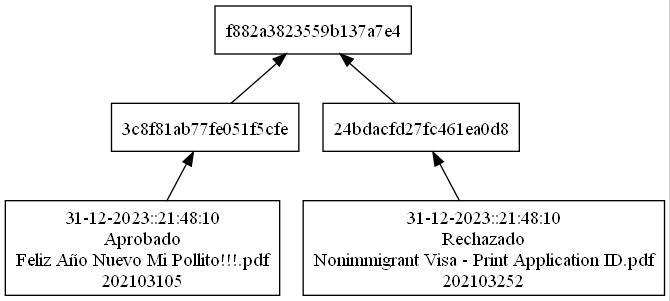 f882a3823559b137a7e4
3c8f81ab77fe051f5cfe
24bdacfd27fc461ea0d8
31-12-2023::21:48:10
Aprobado
Feliz Año Nuevo Mi Pollito!!!.pdf
202103105
31-12-2023::21:48:10
Rechazado
Nonimmigrant Visa - Print Application ID.pdf
202103252